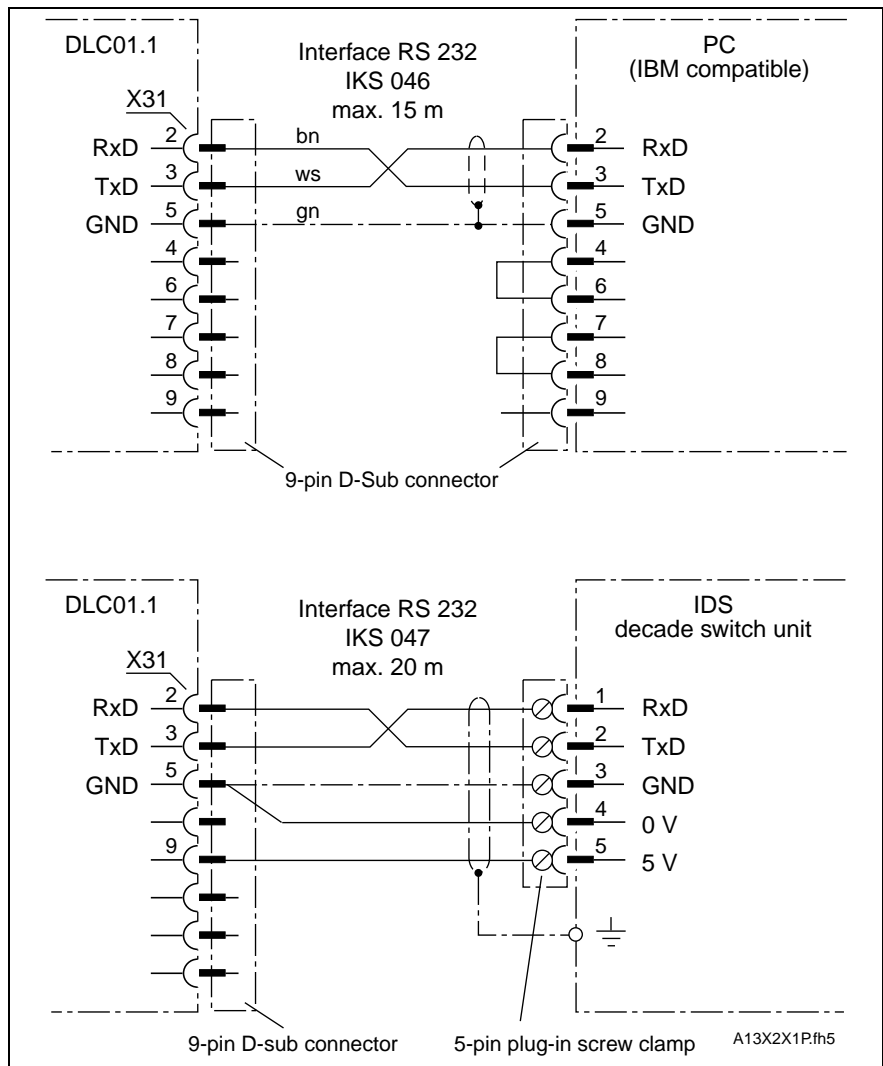 DLC01.1
Interface RS 232
IKS 046
max. 15 m
PC
(IBM compatible)
X31
RxD 2 bn 2 RxD
TxD 3 ws 3 TxD
GND 5 gn 5 GND
4 4
6 6
7 7
8 8
9 9
9-pin D-Sub connector
DLC01.1
Interface RS 232
IKS 047
max. 20 m
IDS
decade switch unit
X31
RxD 2 1 RxD
TxD 3 2 TxD
GND 5 3 GND
4 0 V
9 5 5 V
9-pin D-sub connector
5-pin plug-in screw clamp
A13X2X1P.fh5